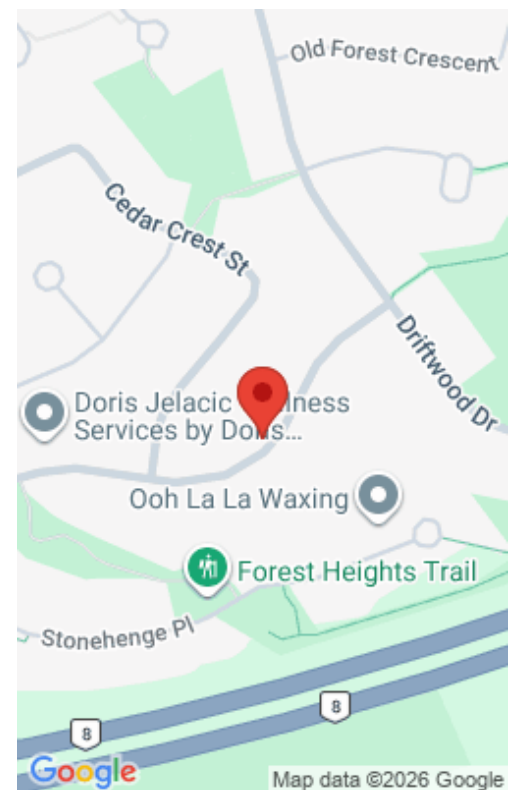 Old Forest Crescent
Cedar Crest St
Driftwood Dr
Doris Jelacic
Services by Doris...
Ooh La La Waxing
Forest Heights Trail
Stonehenge Pl
8
8
Google
Map data ©2026 Google